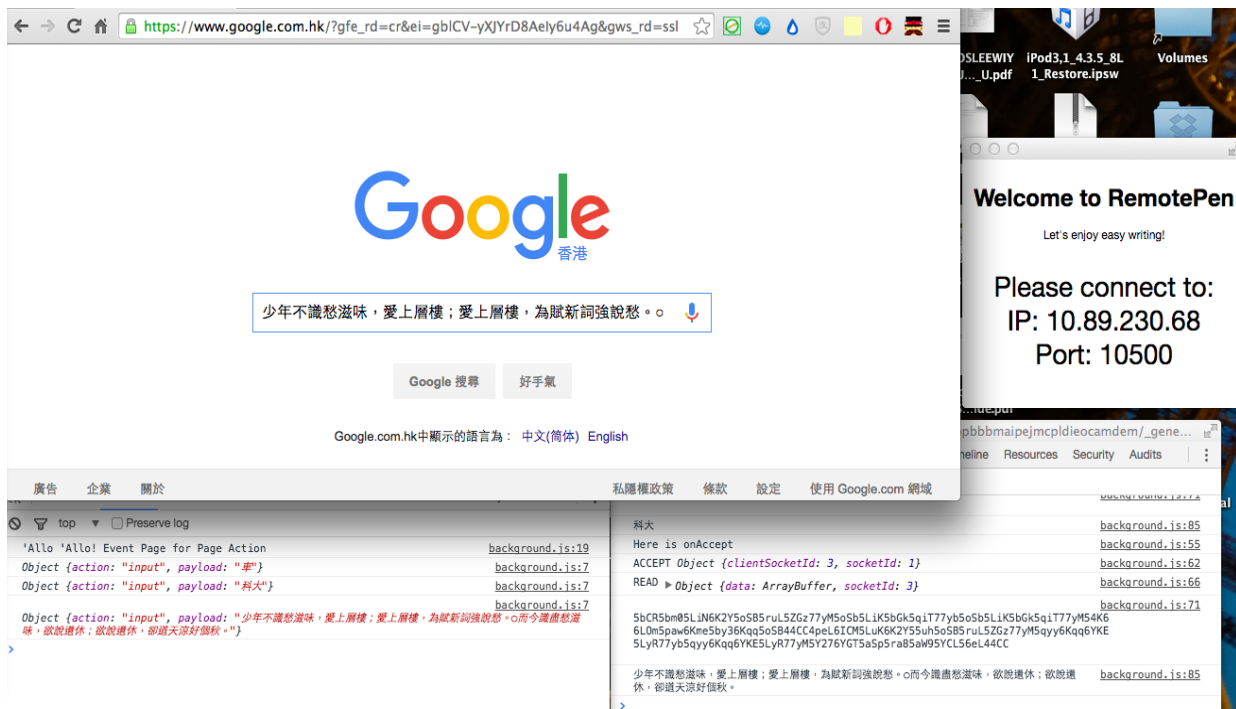 https://www.google.com.hk/?gfe_rd=cr&ei=gblCV-yXJYrD8Aely6u4Ag&gws_rd=ssl
Google
香港
少年不識愁滋味，愛上層樓；愛上層樓，為賦新詞強說愁。○
Google 搜尋 好手氣
Google.com.hk中顯示的語言為： 中文(简体) English
廣告 企業 關於 私隱權政策 條款 設定 使用 Google.com 網域
iPod3,1_4.3.5_8L
1_Restore.ipsw
Volumes
Welcome to RemotePen
Let's enjoy easy writing!
Please connect to:
IP: 10.89.230.68
Port: 10500
pbbbmaipejmcpldieocamdem/_gene...
Resources Security Audits
top Preserve log
'Allo 'Allo! Event Page for Page Action background.js:19
Object {action: "input", payload: "車"} background.js:7
Object {action: "input", payload: "科大"} background.js:7
background.js:7
Object {action: "input", payload: "少年不識愁滋味，愛上層樓；愛上層樓，為賦新詞強說愁。○而今識盡愁滋
味，欲說還休；欲說還休，卻道天涼好個秋。"}
background.js:71
科大 background.js:85
Here is onAccept background.js:55
ACCEPT Object {clientSocketId: 3, socketId: 1} background.js:62
READ Object {data: ArrayBuffer, socketId: 3} background.js:66
background.js:71
5bCR5bm05LiN6K2Y5oSB5ruL5ZGz77yM5oSb5LiK5bGk5qiT77yb5oSb5LiK5bGk5qiT77yM54K6
6LOm5paw6Kme5by36Kqq5oSB44CC4peL6ICM5LuK6K2Y55uh5oSB5ruL5ZGz77yM5qyy6Kqq6YKE
5LyR77yb5qyy6Kqq6YKE5LyR77yM5Y276YGT5aSp5ra85aW95YCL56eL44CC
少年不識愁滋味，愛上層樓；愛上層樓，為賦新詞強說愁。○而今識盡愁滋味，欲說還休；欲說還 background.js:85
休，卻道天涼好個秋。